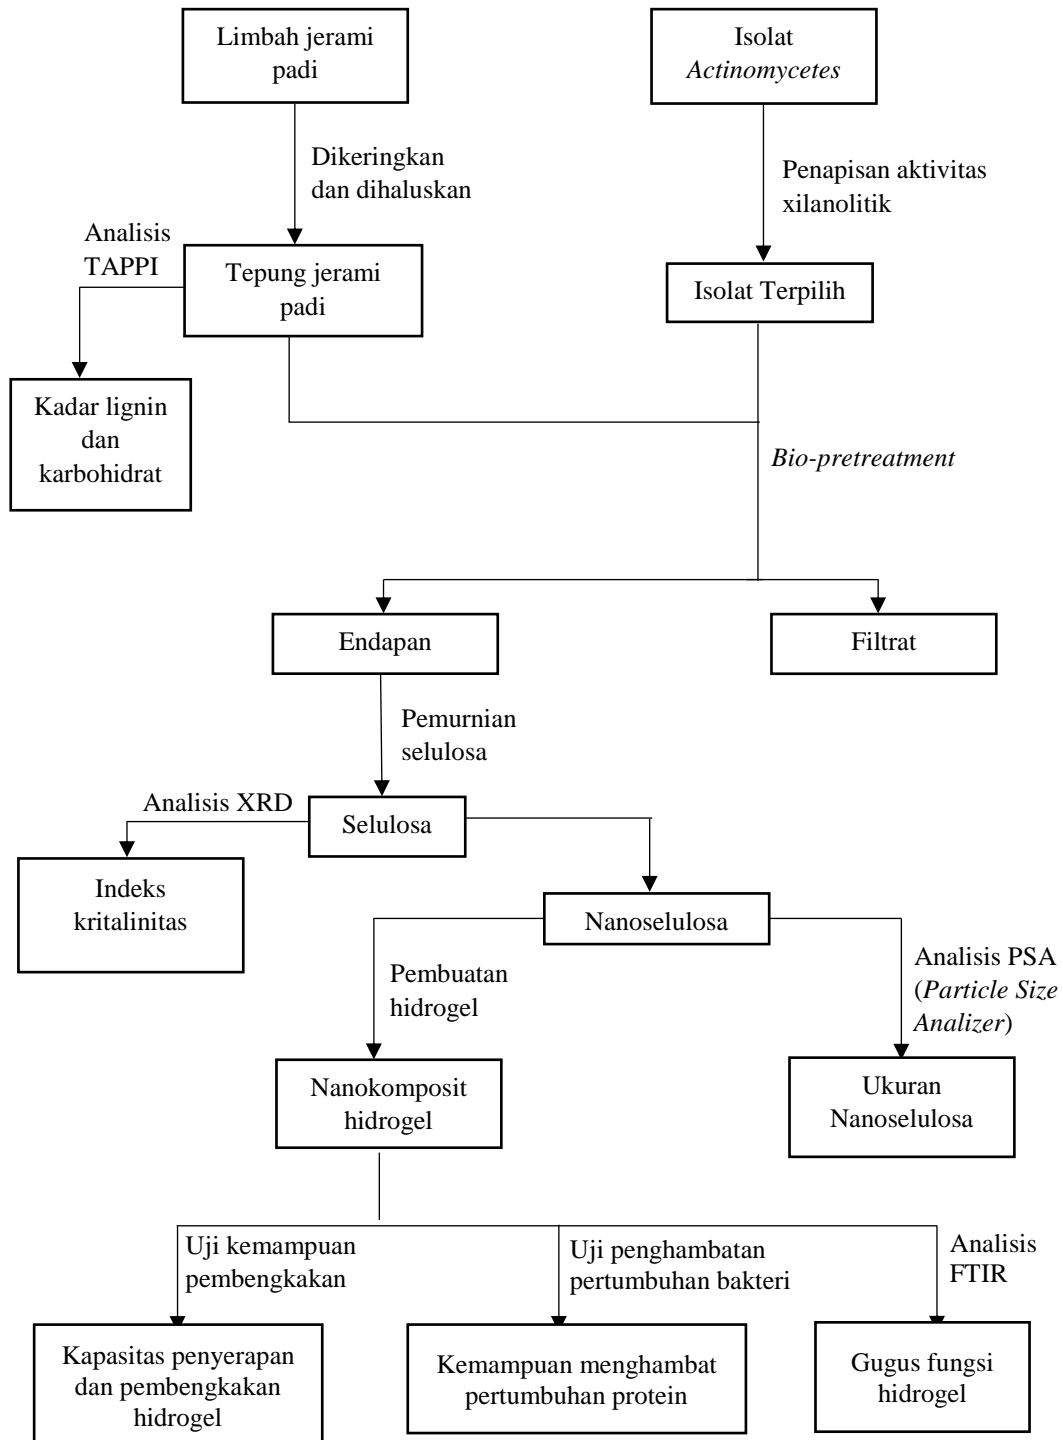 Limbah jerami
padi
Isolat
Actinomycetes
Dikeringkan
dan dihaluskan
Penapisan aktivitas
xilanolitik
Analisis
TAPPI
Tepung jerami
padi
Isolat Terpilih
Kadar lignin
dan
karbohidrat
Bio-pretreatment
Endapan
Filtrat
Pemurnian
selulosa
Analisis XRD
Selulosa
Indeks
kritalinitas
Nanoselulosa
Pembuatan
hidrogel
Analisis PSA
(Particle Size
Analizer)
Nanokomposit
hidrogel
Ukuran
Nanoselulosa
Uji kemampuan
pembengkakan
Uji penghambatan
pertumbuhan bakteri
Analisis
FTIR
Kapasitas penyerapan
dan pembengkakan
hidrogel
Kemampuan menghambat
pertumbuhan protein
Gugus fungsi
hidrogel